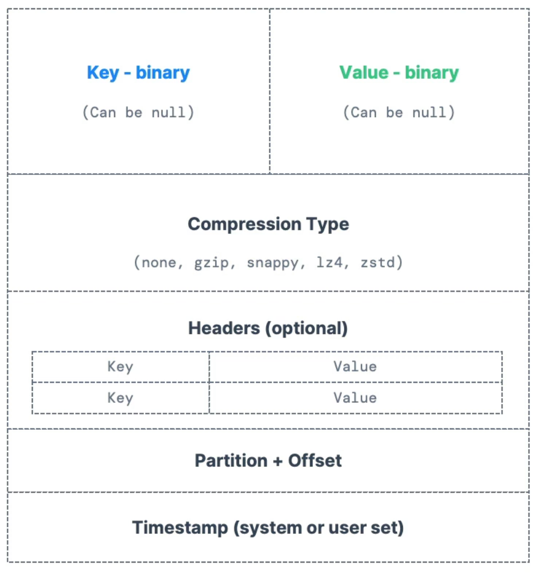 Key - binary
Value - binary
(Can be null)
(Can be null)
Compression Type
(none, gzip, snappy, lz4, zstd)
Headers (optional)
Key Value
Key Value
Partition + Offset
Timestamp (system or user set)